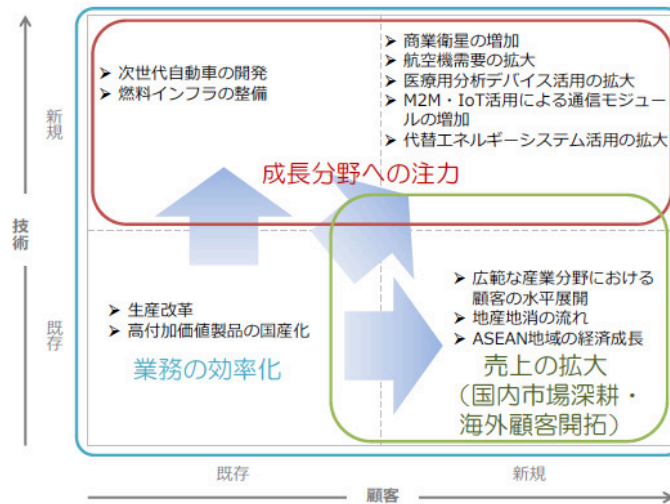 ➤ 次世代自動車の開発
➤ 燃料インフラの整備
➤ 商業衛星の増加
➤ 航空機需要の拡大
➤ 医療用分析デバイス活用の拡大
➤ M2M・IoT活用による通信モジュー
ルの増加
➤ 代替エネルギーシステム活用の拡大
成長分野への注力
新規
技術
既存
➤ 生産改革
➤ 高付加価値製品の国産化
業務の効率化
➤ 広範な産業分野における
顧客の水平展開
➤ 地産地消の流れ
➤ ASEAN地域の経済成長
売上の拡大
（国内市場深耕・
海外顧客開拓）
既存
新規
顧客